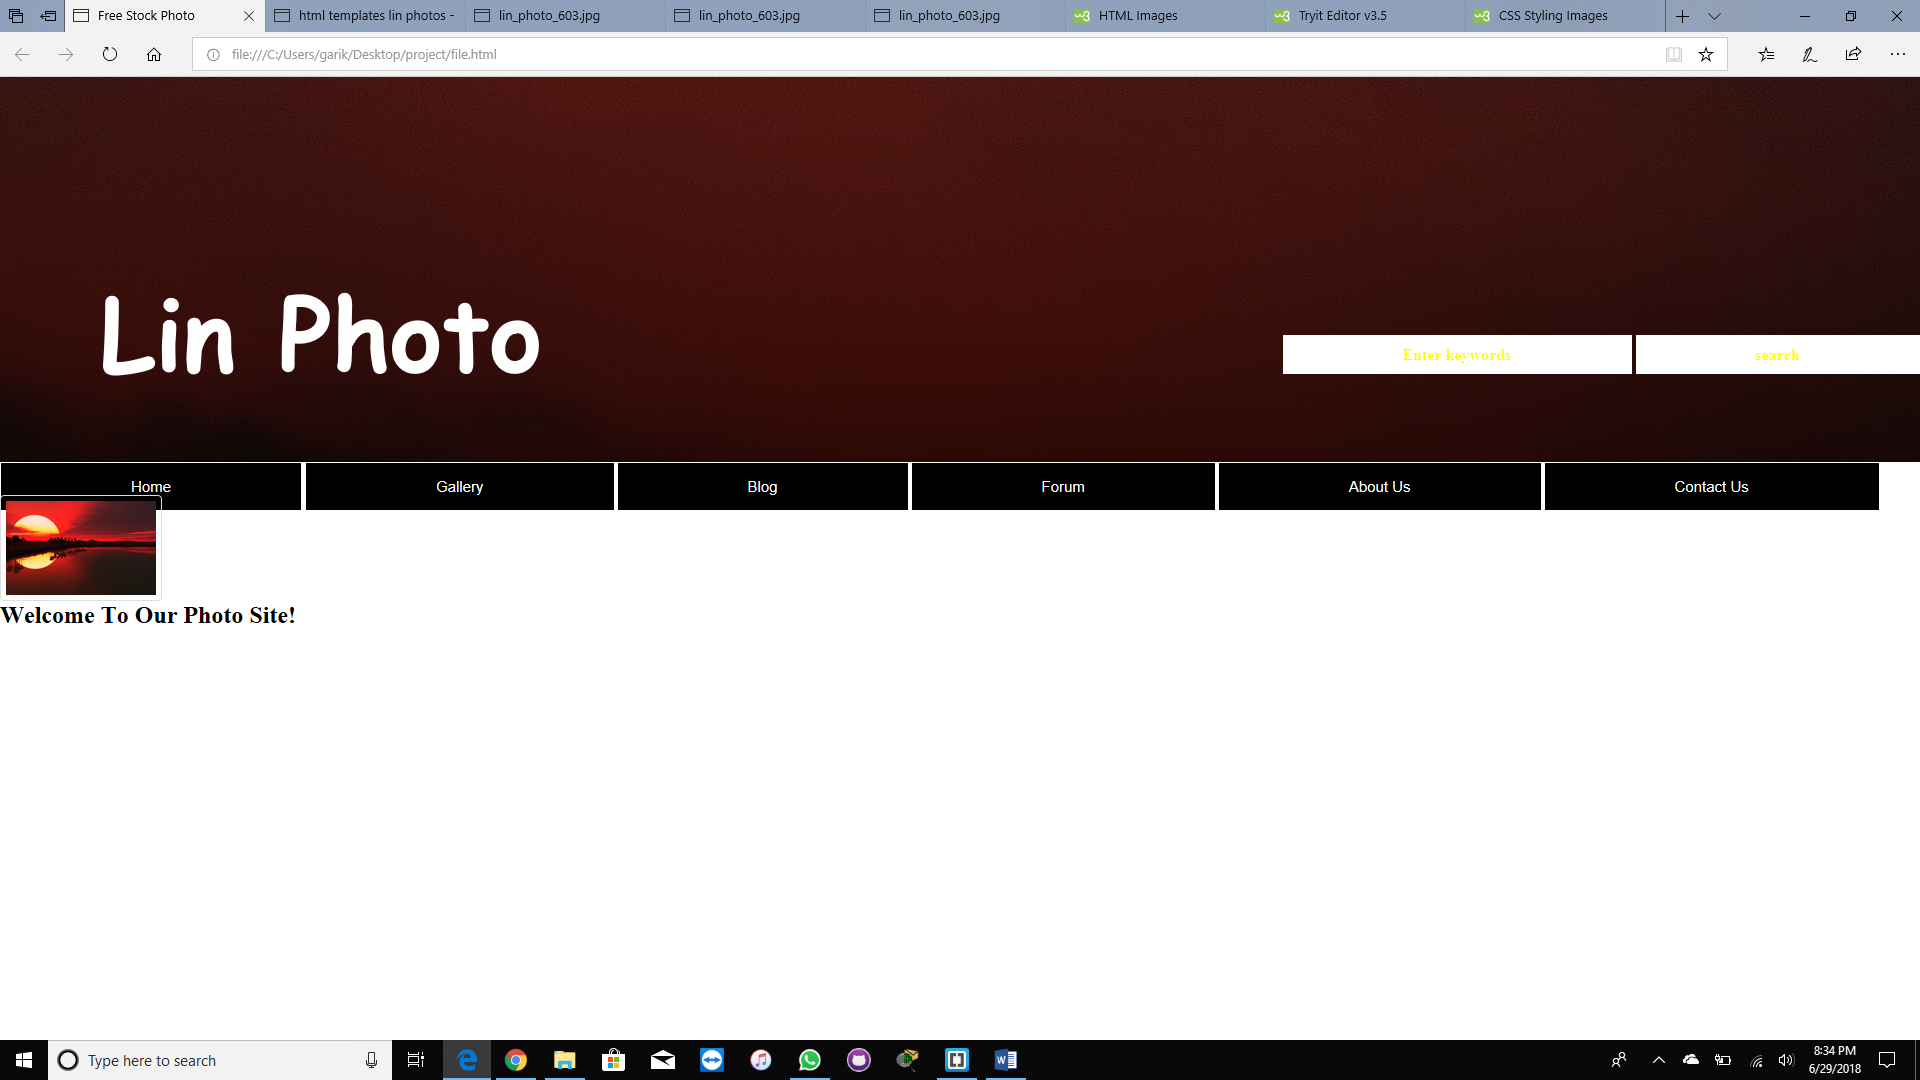 Free Stock Photo
html templates lin photos -
lin_photo_603.jpg
lin_photo_603.jpg
lin_photo_603.jpg
HTML Images
Tryit Editor v3.5
CSS Styling Images
file:///C:/Users/garik/Desktop/project/file.html
Lin Photo
Enter keywords
search
Home
Gallery
Blog
Forum
About Us
Contact Us
Welcome To Our Photo Site!
Type here to search
8:34 PM
6/29/2018